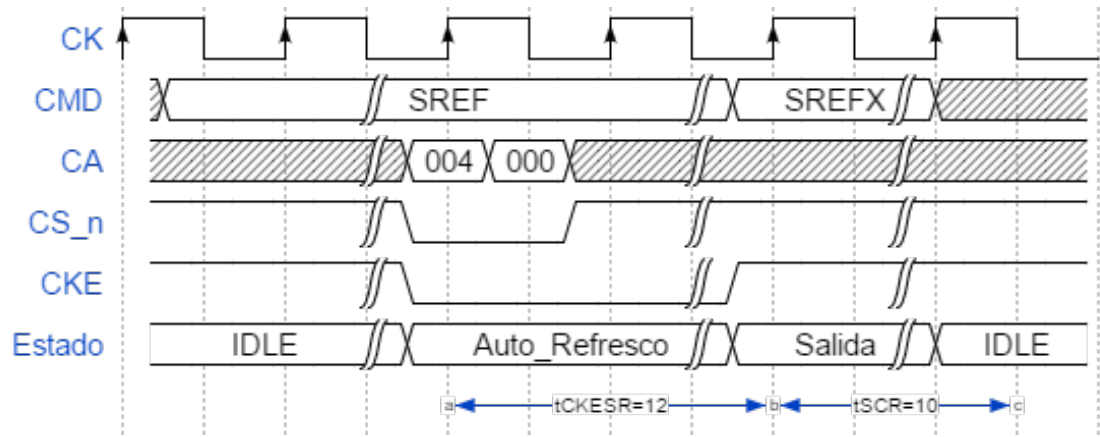 CK
CMD SREF SREFX
CA 004 000
CS_n
CKE
Estado IDLE Auto_Refresco Salida IDLE
a tCKESR=12 b tSCR=10 c